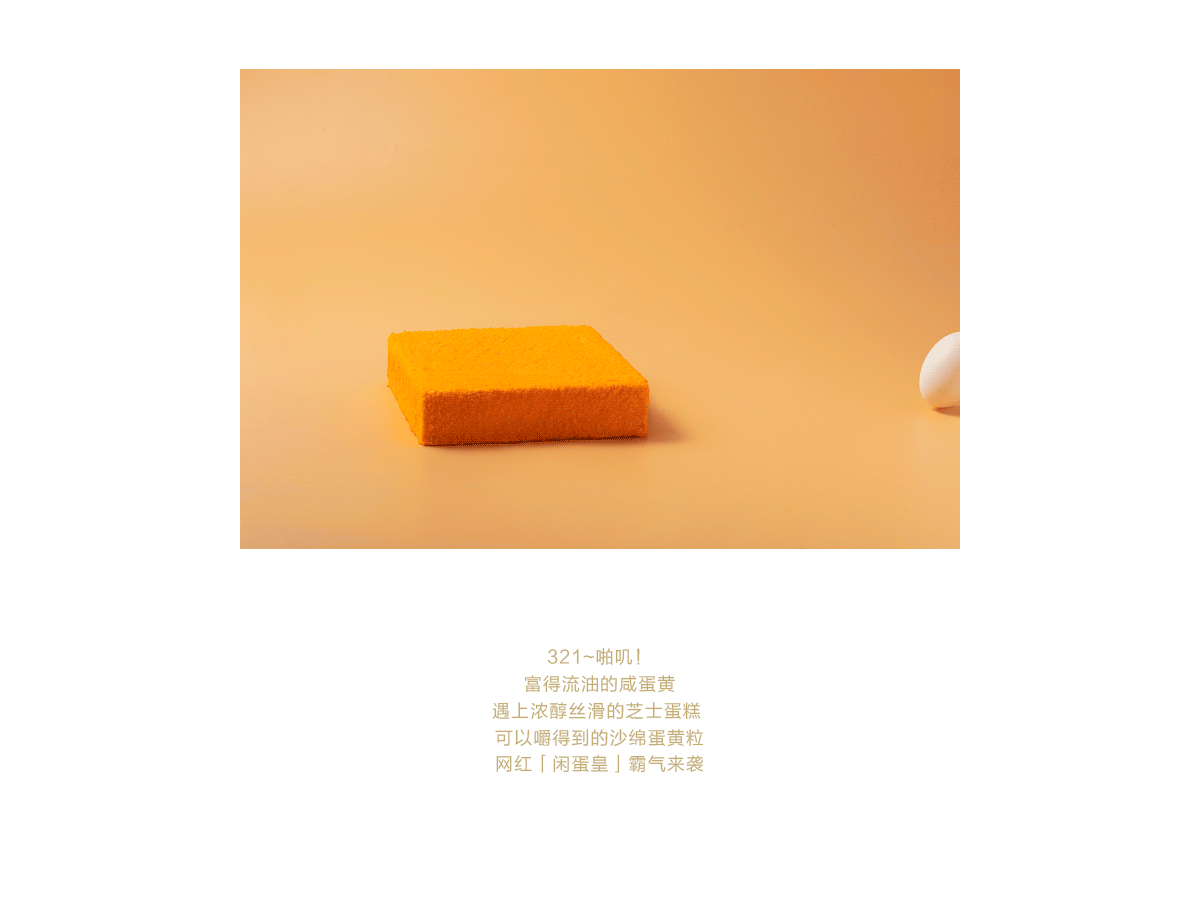 321~啪叽!
富得流油的咸蛋黄
遇上浓醇丝滑的芝士蛋糕
可以嚼得到的沙绵蛋黄粒
网红「闲蛋皇」霸气来袭